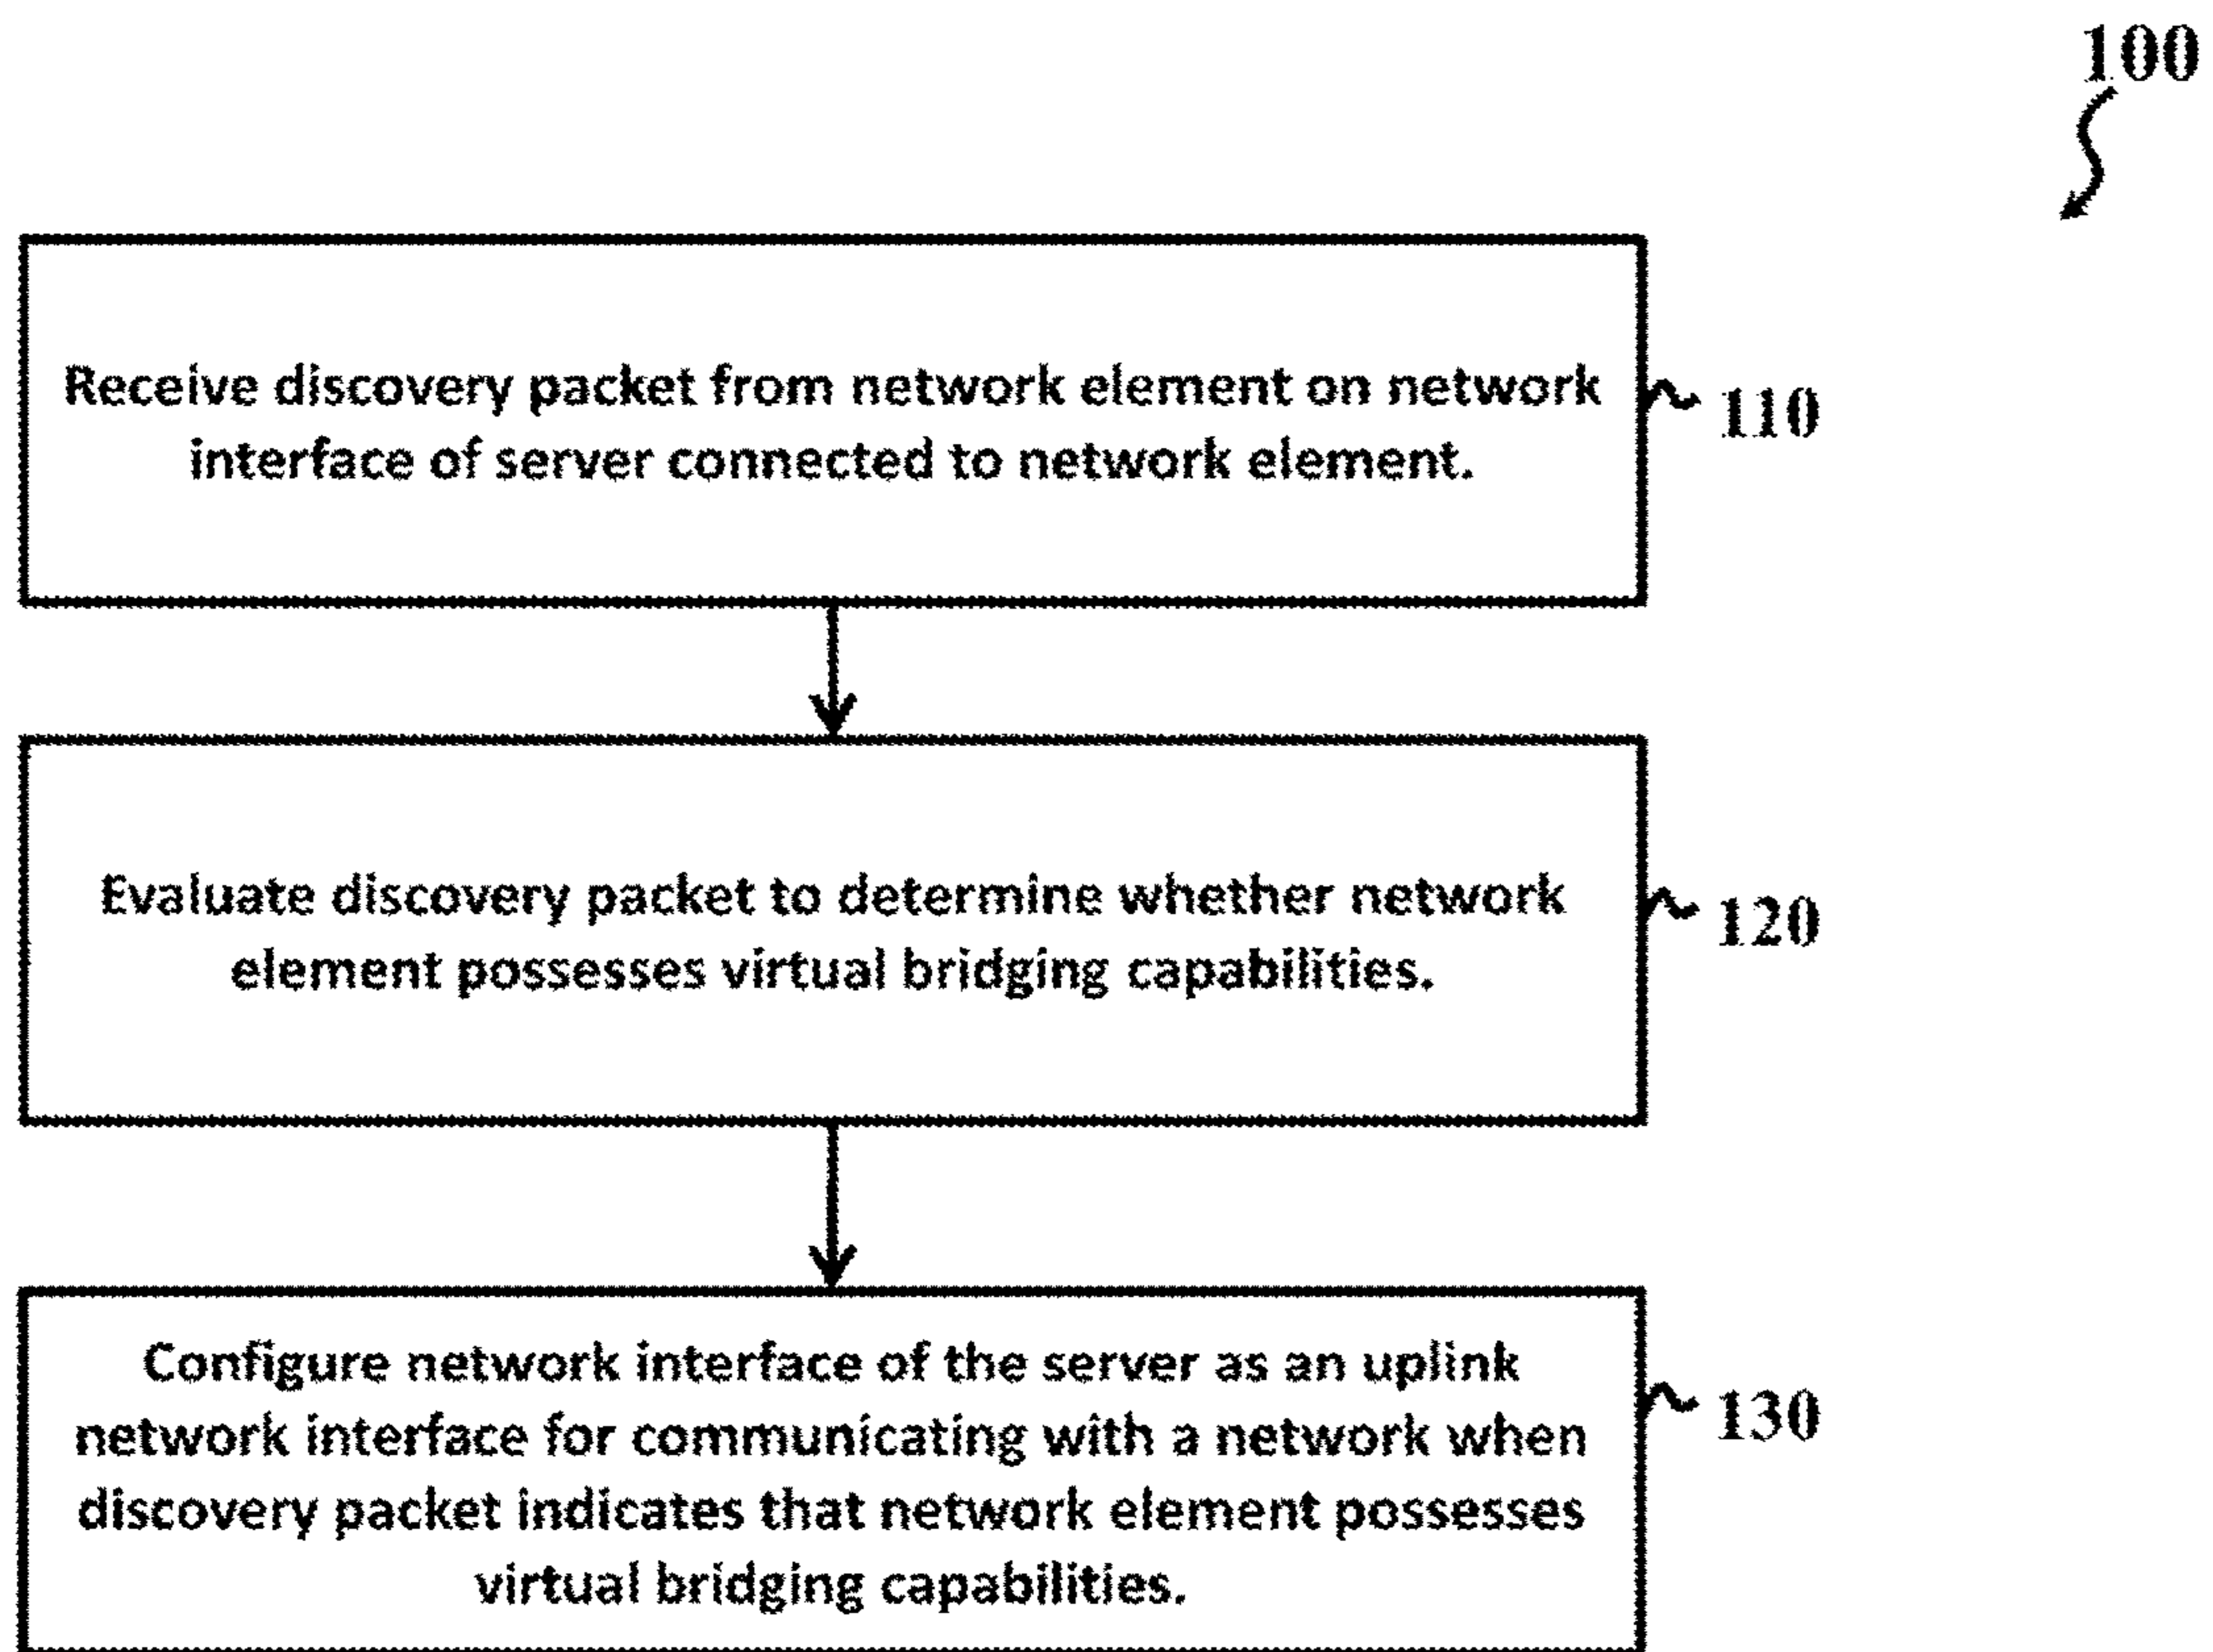 100
Receive discovery packet from network element on network
interface of server connected to network element.
110
Evaluate discovery packet to determine whether network
element possesses virtual bridging capabilities.
120
Configure network interface of the server as an uplink
network interface for communicating with a network when
discovery packet indicates that network element possesses
virtual bridging capabilities.
130